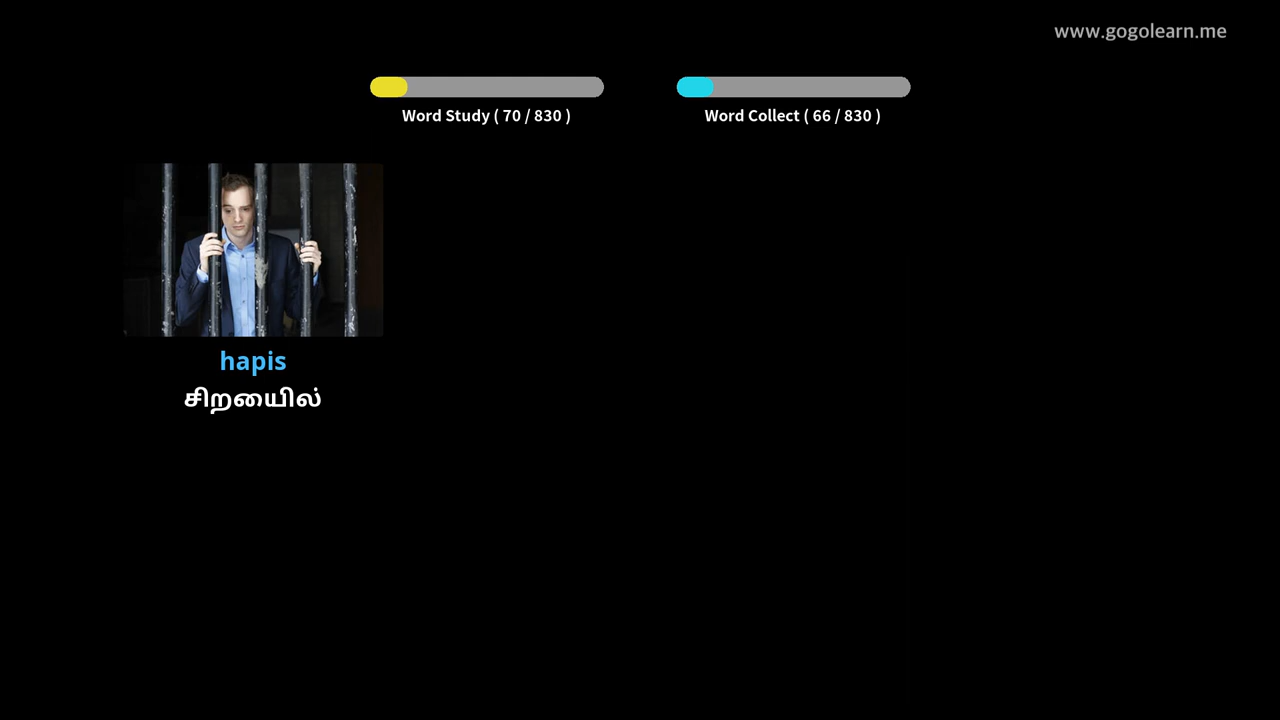 www.gogolearn.me
Word Study ( 70 / 830 )
Word Collect ( 66 / 830 )
hapis
சிறையில்